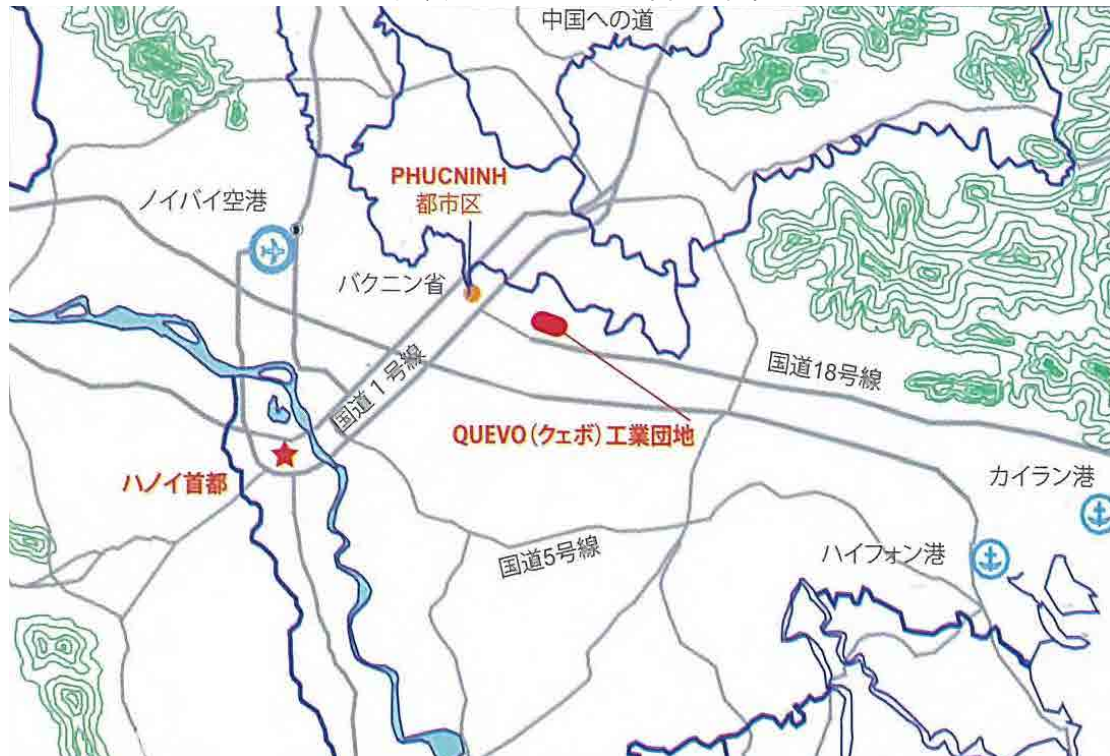 中国への道
PHUCNINH
都市区
ノイバイ空港
バクニン省
国道１号線
国道18号線
QUEVO（クェボ）工業団地
ハノイ首都
カイラン港
国道5号線
ハイフォン港